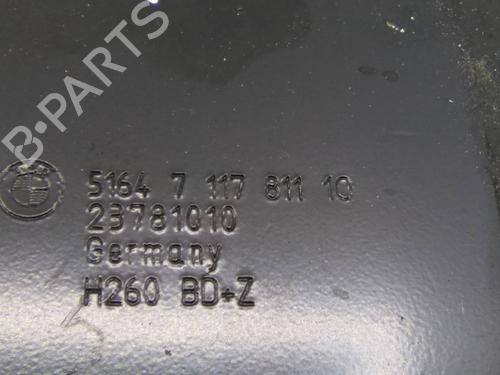 B-PARTS
5164 7 117 811 10
23781010
Germany
H260 BD+Z